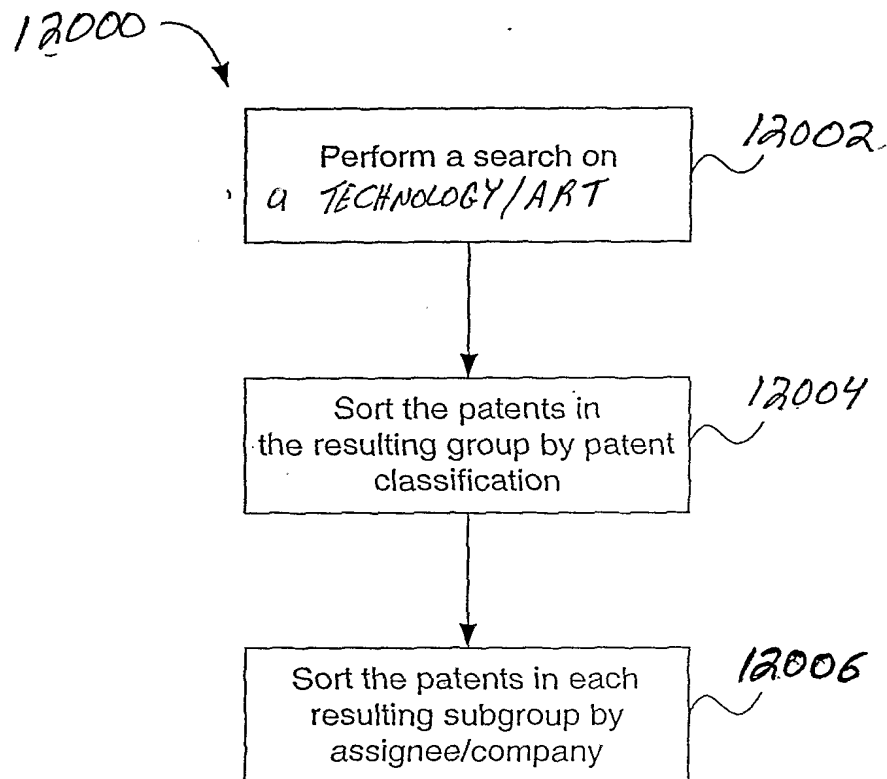 12000
Perform a search on
a TECHNOLOGY/ART
12002
Sort the patents in
the resulting group by patent
classification
12004
Sort the patents in each
resulting subgroup by
assignee/company
12006